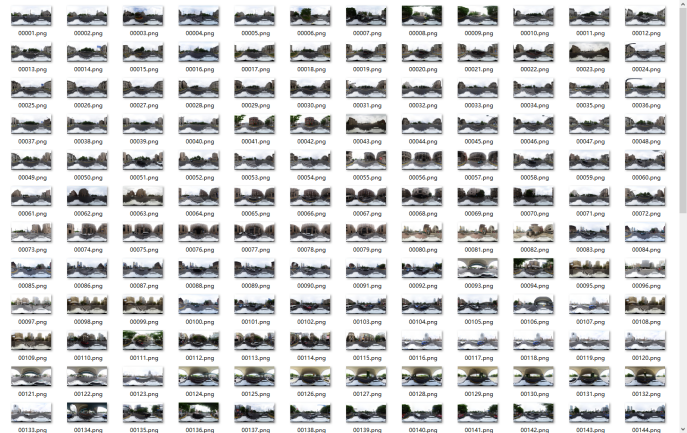 00001.png 00002.png 00003.png 00004.png 00005.png 00006.png 00007.png 00008.png 00009.png 00010.png 00011.png 00012.png
00013.png 00014.png 00015.png 00016.png 00017.png 00018.png 00019.png 00020.png 00021.png 00022.png 00023.png 00024.png
00025.png 00026.png 00027.png 00028.png 00029.png 00030.png 00031.png 00032.png 00033.png 00034.png 00035.png 00036.png
00037.png 00038.png 00039.png 00040.png 00041.png 00042.png 00043.png 00044.png 00045.png 00046.png 00047.png 00048.png
00049.png 00050.png 00051.png 00052.png 00053.png 00054.png 00055.png 00056.png 00057.png 00058.png 00059.png 00060.png
00061.png 00062.png 00063.png 00064.png 00065.png 00066.png 00067.png 00068.png 00069.png 00070.png 00071.png 00072.png
00073.png 00074.png 00075.png 00076.png 00077.png 00078.png 00079.png 00080.png 00081.png 00082.png 00083.png 00084.png
00085.png 00086.png 00087.png 00088.png 00089.png 00090.png 00091.png 00092.png 00093.png 00094.png 00095.png 00096.png
00097.png 00098.png 00099.png 00100.png 00101.png 00102.png 00103.png 00104.png 00105.png 00106.png 00107.png 00108.png
00109.png 00110.png 00111.png 00112.png 00113.png 00114.png 00115.png 00116.png 00117.png 00118.png 00119.png 00120.png
00121.png 00122.png 00123.png 00124.png 00125.png 00126.png 00127.png 00128.png 00129.png 00130.png 00131.png 00132.png
00133.png 00134.png 00135.png 00136.png 00137.png 00138.png 00139.png 00140.png 00141.png 00142.png 00143.png 00144.png